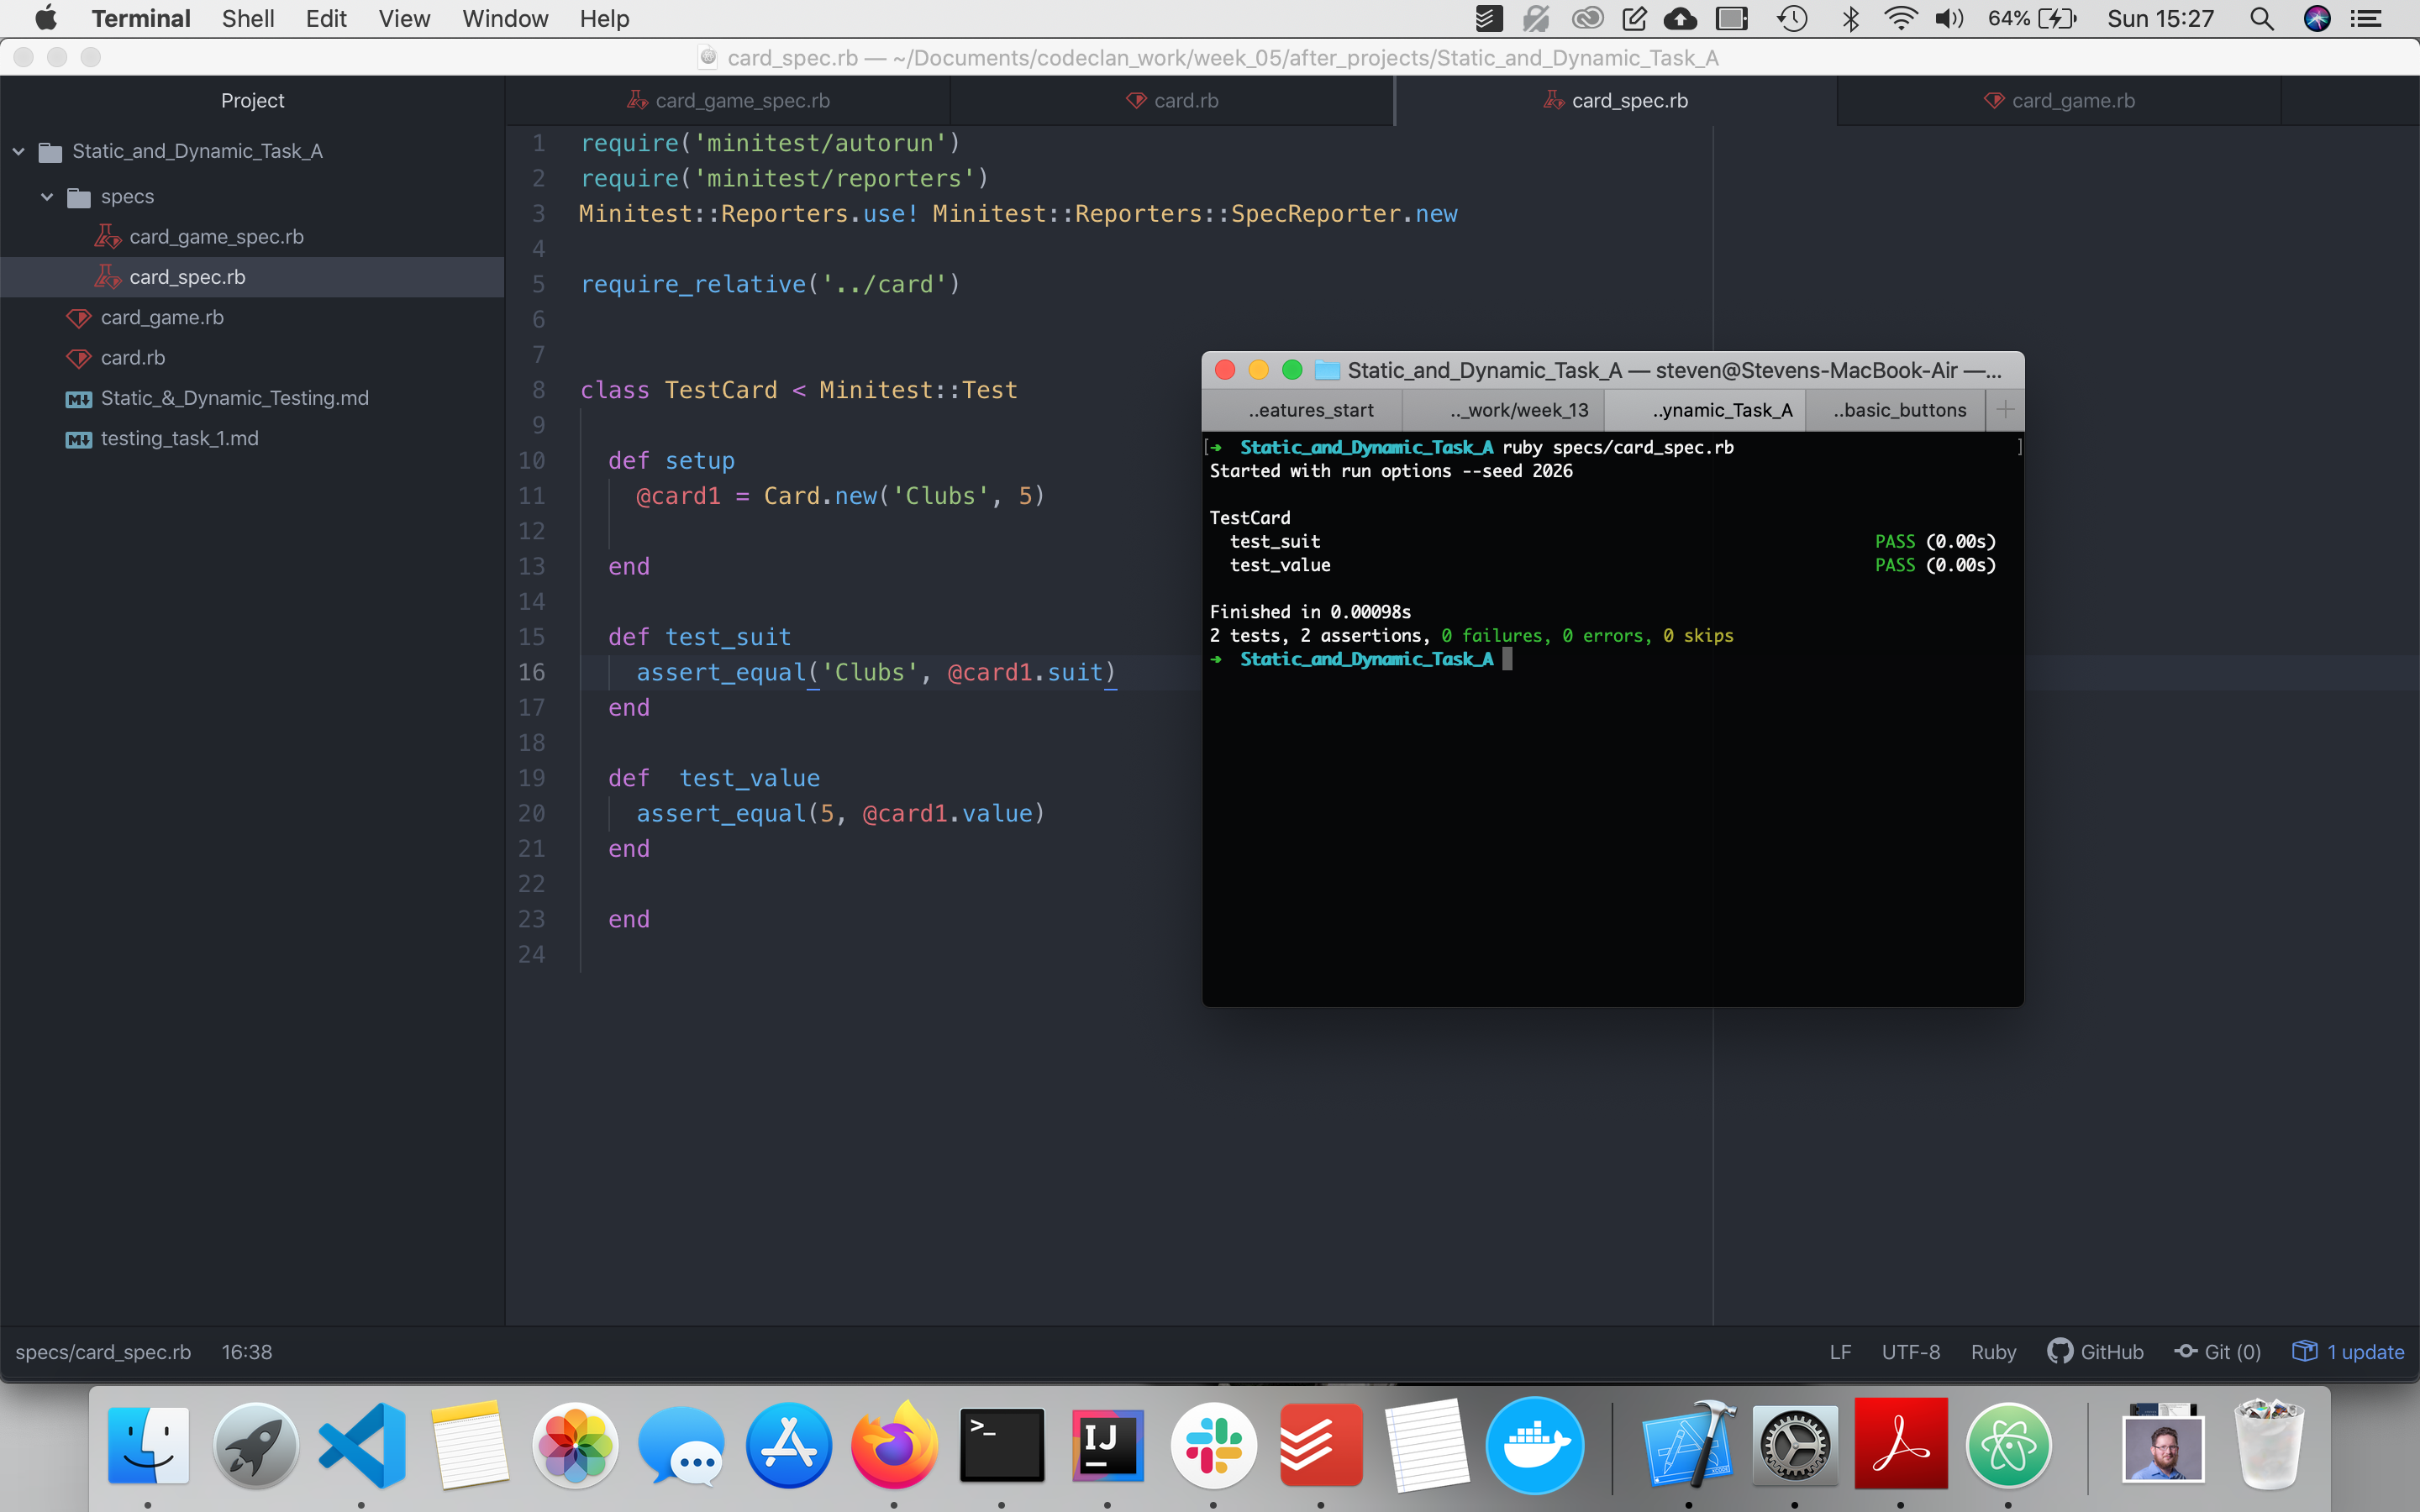 Terminal Shell Edit View Window Help 64% Sun 15:27
card_spec.rb — ~/Documents/codeclan_work/week_05/after_projects/Static_and_Dynamic_Task_A
Project
Static_and_Dynamic_Task_A
specs
card_game_spec.rb
card_spec.rb
card_game.rb
card.rb
Static_&_Dynamic_Testing.md
testing_task_1.md
card_game_spec.rb card.rb card_spec.rb card_game.rb
1 require('minitest/autorun')
2 require('minitest/reporters')
3 Minitest::Reporters.use! Minitest::Reporters::SpecReporter.new
4
5 require_relative('../card')
6
7
8 class TestCard < Minitest::Test
9
10 def setup
11 @card1 = Card.new('Clubs', 5)
12
13 end
14
15 def test_suit
16 assert_equal('Clubs', @card1.suit)
17 end
18
19 def  test_value
20 assert_equal(5, @card1.value)
21 end
22
23 end
24
Static_and_Dynamic_Task_A — steven@Stevens-MacBook-Air —...
..eatures_start .._work/week_13 ..ynamic_Task_A ..basic_buttons +
[➜ Static_and_Dynamic_Task_A ruby specs/card_spec.rb ]
Started with run options --seed 2026
TestCard
test_suit PASS (0.00s)
test_value PASS (0.00s)
Finished in 0.00098s
2 tests, 2 assertions, 0 failures, 0 errors, 0 skips
➜ Static_and_Dynamic_Task_A
specs/card_spec.rb 16:38 LF UTF-8 Ruby GitHub Git (0) 1 update
>_
IJ